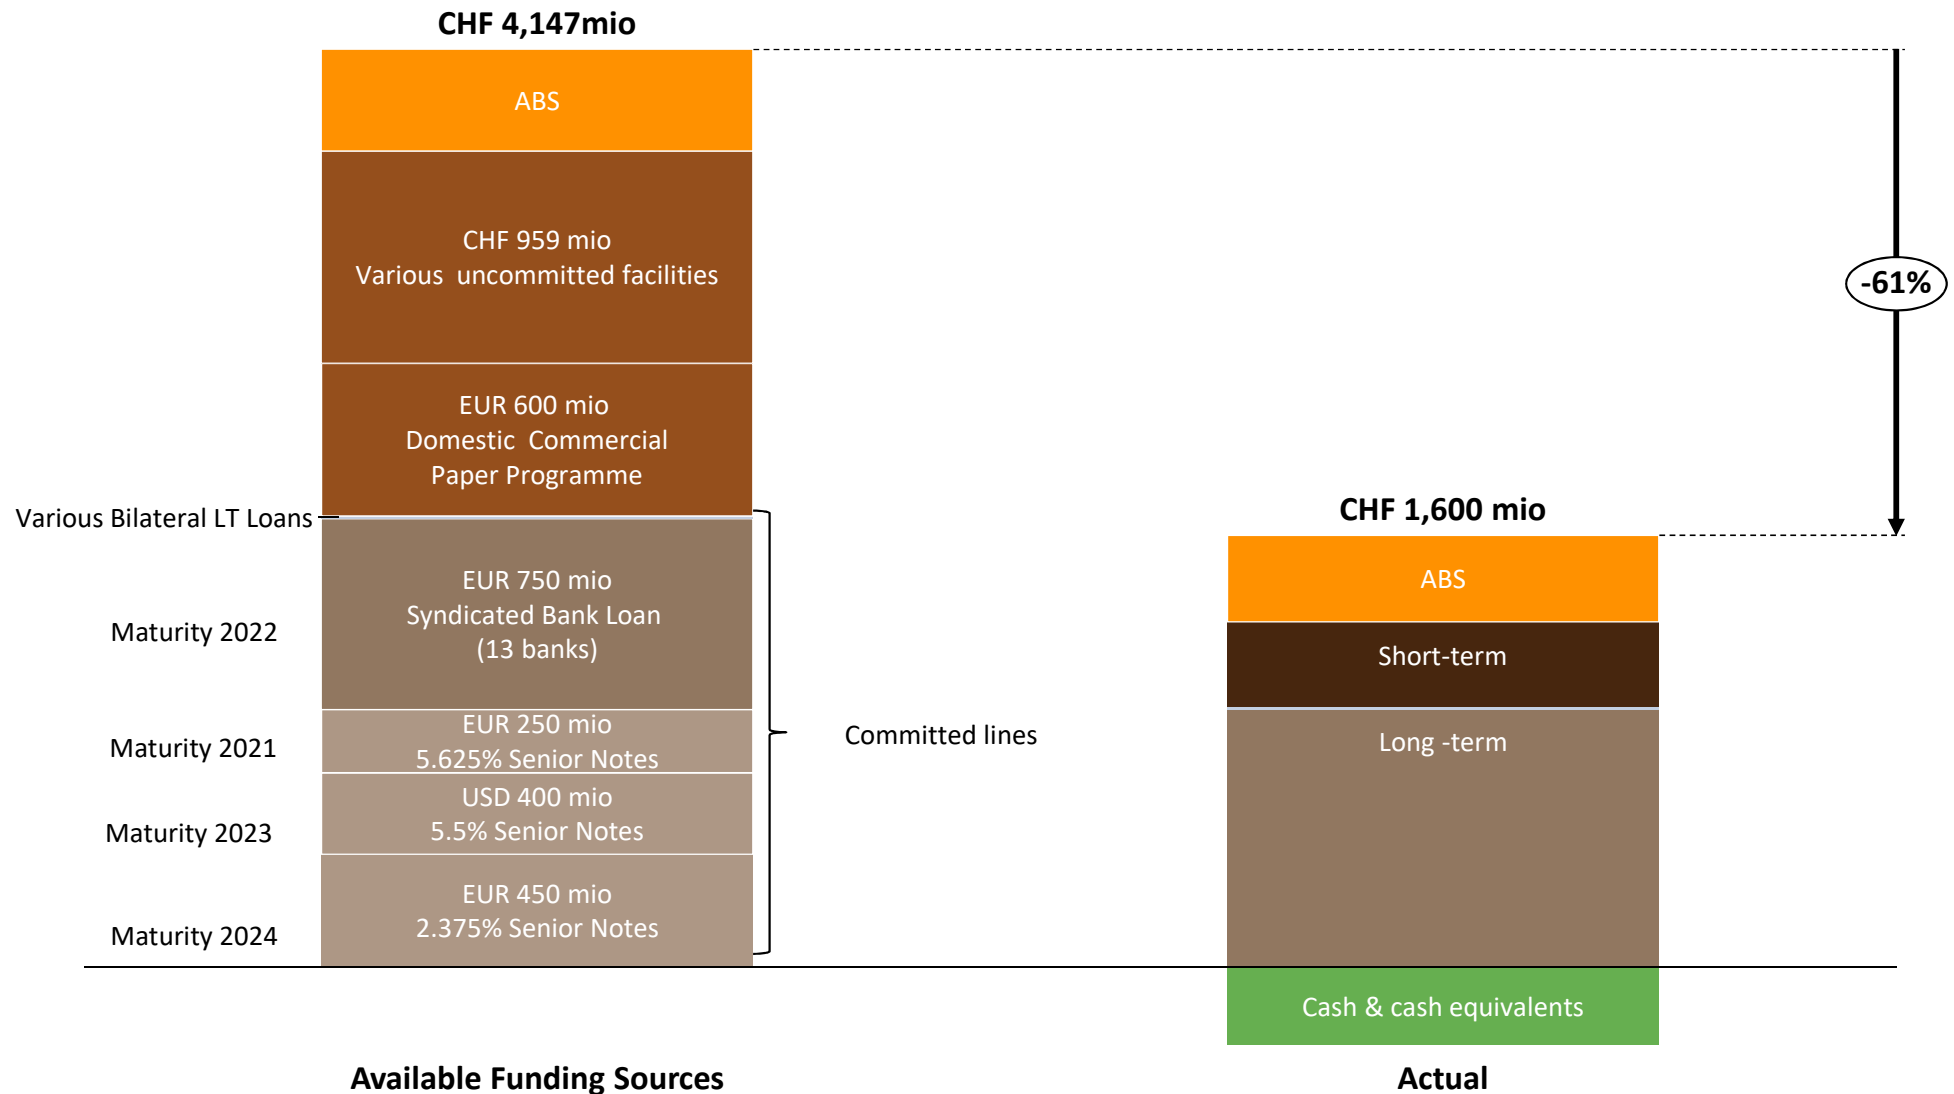 CHF 4,147mio
ABS
CHF 959 mio
Various uncommitted facilities
EUR 600 mio
Domestic Commercial
Paper Programme
Various Bilateral LT Loans
EUR 750 mio
Syndicated Bank Loan
(13 banks)
Maturity 2022
EUR 250 mio
5.625% Senior Notes
Maturity 2021
USD 400 mio
5.5% Senior Notes
Maturity 2023
EUR 450 mio
2.375% Senior Notes
Maturity 2024
Committed lines
Available Funding Sources
CHF 1,600 mio
ABS
Short-term
Long -term
Cash & cash equivalents
Actual
-61%